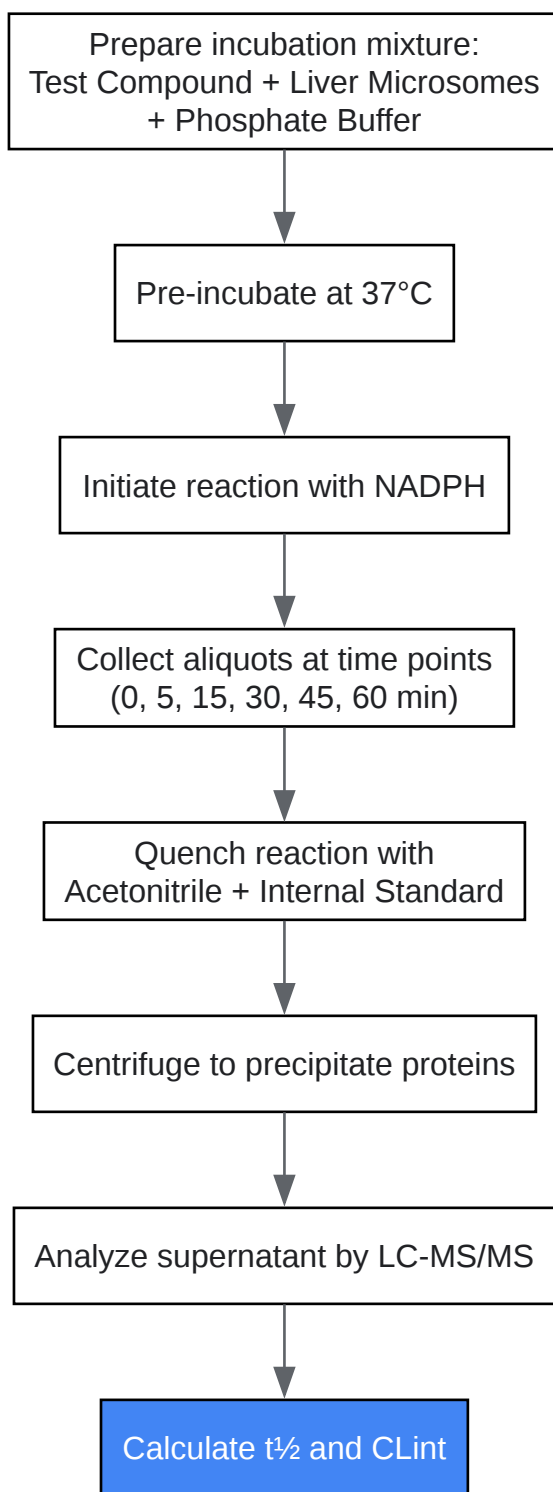 Prepare incubation mixture:
Test Compound + Liver Microsomes
+ Phosphate Buffer
Pre-incubate at 37°C
Initiate reaction with NADPH
Collect aliquots at time points
(0, 5, 15, 30, 45, 60 min)
Quench reaction with
Acetonitrile + Internal Standard
Centrifuge to precipitate proteins
Analyze supernatant by LC-MS/MS
Calculate t½ and CLint